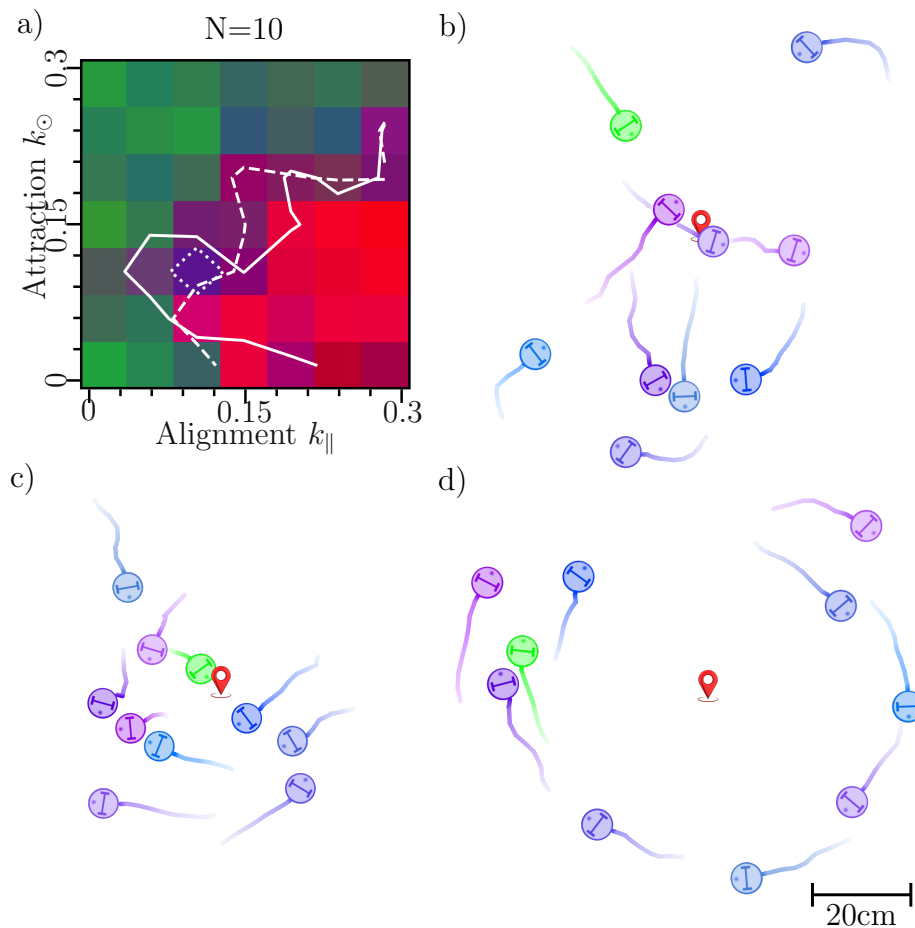 a)
N=10
0.3
0.15
0
Attraction k⊙
0
0.15
0.3
Alignment k∥
b)
c)
d)
20cm